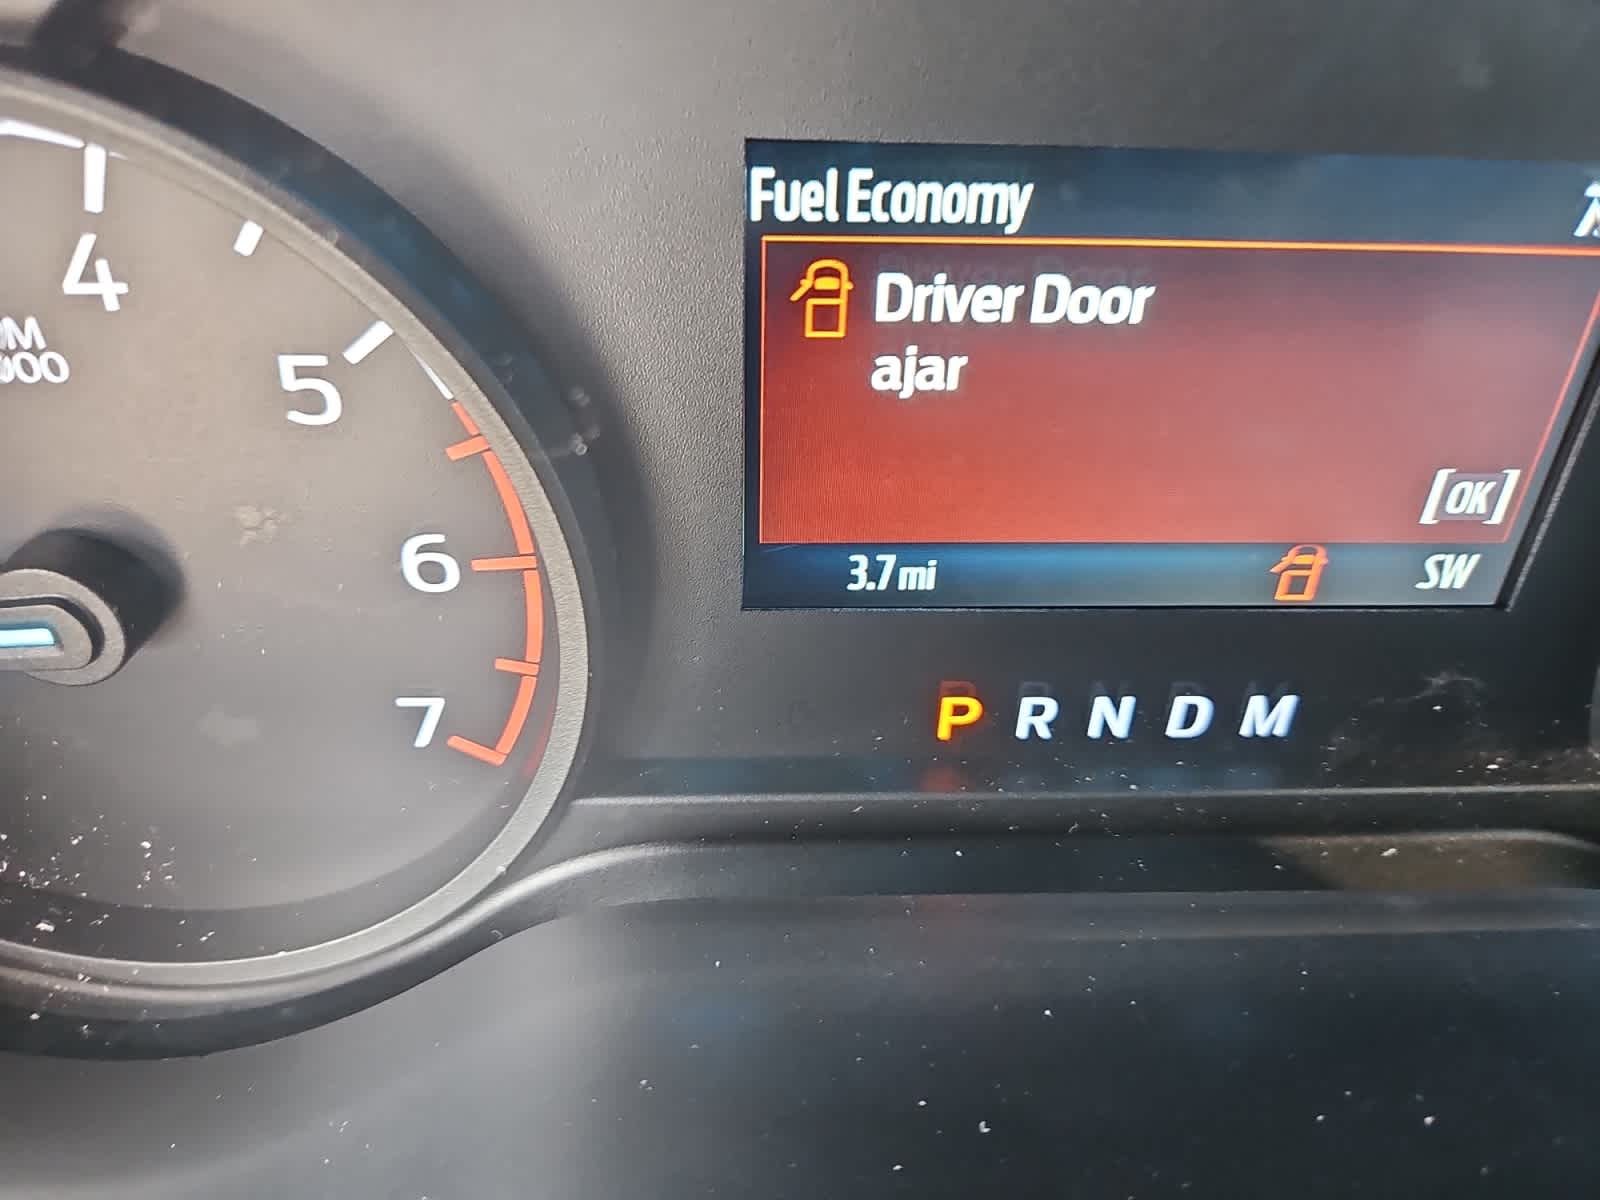 4
5
6
7
Fuel Economy
Driver Door
ajar
[OK]
3.7 mi
SW
P R N D M